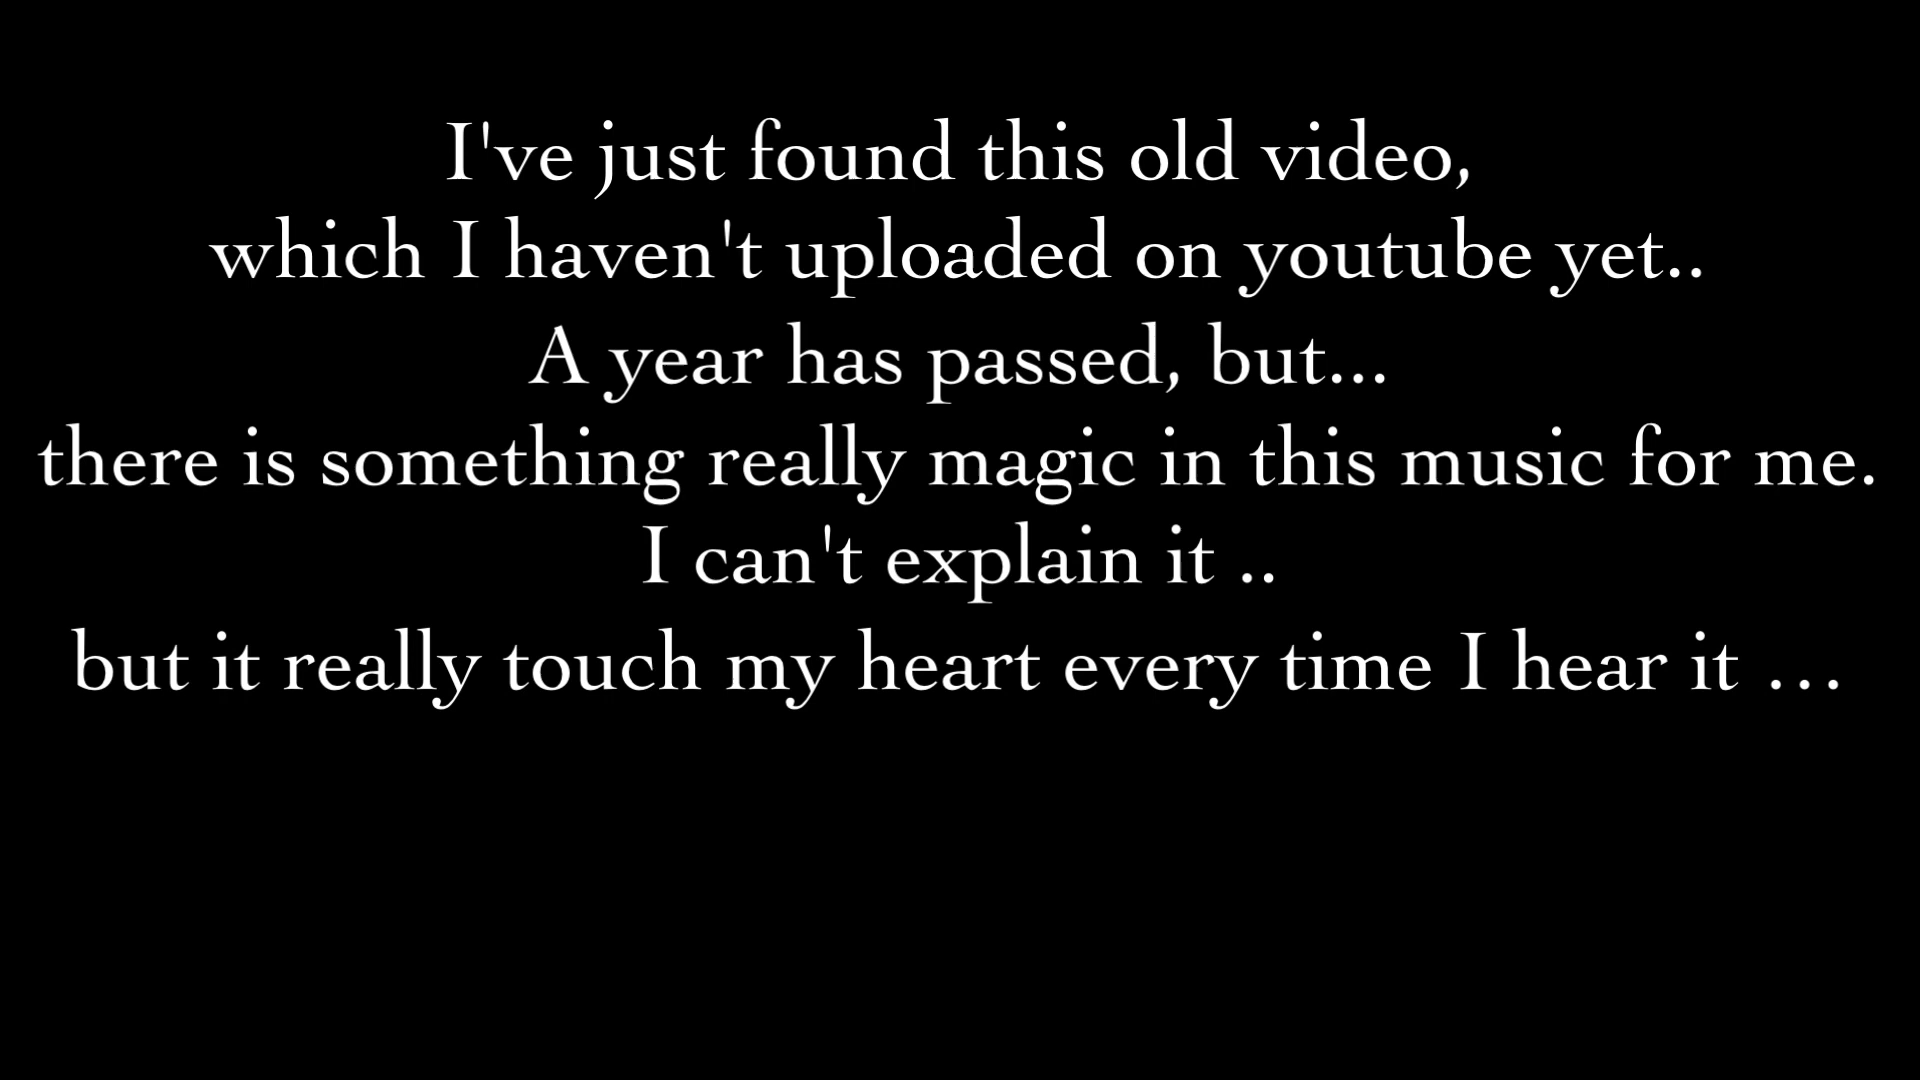 I've just found this old video,
which I haven't uploaded on youtube yet..
A year has passed, but...
there is something really magic in this music for me.
I can't explain it ..
but it really touch my heart every time I hear it ...